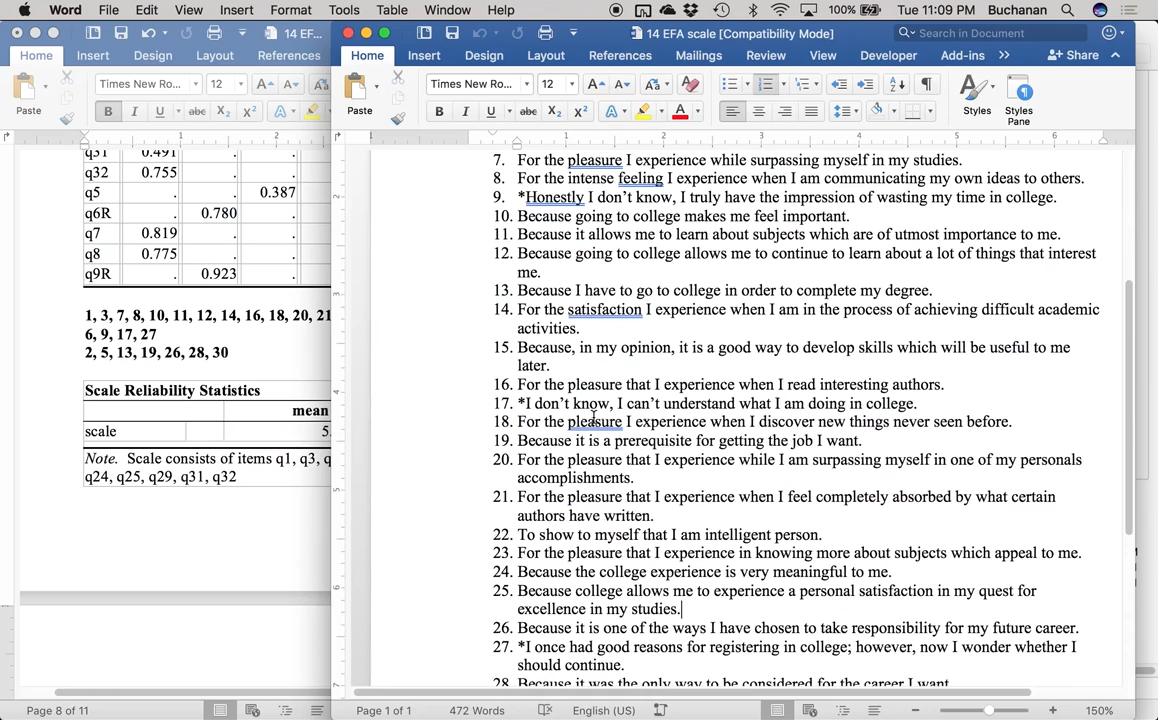 Word File Edit View Insert Format Tools Table Window Help 100% Tue 11:09 PM Buchanan
14 EF...
Home Insert Design Layout References
Times New Ro... 12
Paste
B I U abc X2 X2 A
1 2
q31 0.491 . .
q32 0.755 . .
q5 . . 0.387
q6R . 0.780 .
q7 0.819 . .
q8 0.775 . .
q9R . 0.923 .
1, 3, 7, 8, 10, 11, 12, 14, 16, 18, 20, 21
6, 9, 17, 27
2, 5, 13, 19, 26, 28, 30
Scale Reliability Statistics
mean
scale 5.
Note. Scale consists of items q1, q3, q
q24, q25, q29, q31, q32
Page 8 of 11
14 EFA scale [Compatibility Mode]
Search in Document
Home Insert Design Layout References Mailings Review View Developer Add-ins Share
Times New Ro... 12
Paste
B I U abc X2 X2 A A
Styles Styles Pane
1 1 2 3 4 5 6
7. For the pleasure I experience while surpassing myself in my studies.
8. For the intense feeling I experience when I am communicating my own ideas to others.
9. *Honestly I don't know, I truly have the impression of wasting my time in college.
10. Because going to college makes me feel important.
11. Because it allows me to learn about subjects which are of utmost importance to me.
12. Because going to college allows me to continue to learn about a lot of things that interest
me.
13. Because I have to go to college in order to complete my degree.
14. For the satisfaction I experience when I am in the process of achieving difficult academic
activities.
15. Because, in my opinion, it is a good way to develop skills which will be useful to me
later.
16. For the pleasure that I experience when I read interesting authors.
17. *I don't know, I can't understand what I am doing in college.
18. For the pleasure I experience when I discover new things never seen before.
19. Because it is a prerequisite for getting the job I want.
20. For the pleasure that I experience while I am surpassing myself in one of my personals
accomplishments.
21. For the pleasure that I experience when I feel completely absorbed by what certain
authors have written.
22. To show to myself that I am intelligent person.
23. For the pleasure that I experience in knowing more about subjects which appeal to me.
24. Because the college experience is very meaningful to me.
25. Because college allows me to experience a personal satisfaction in my quest for
excellence in my studies.
26. Because it is one of the ways I have chosen to take responsibility for my future career.
27. *I once had good reasons for registering in college; however, now I wonder whether I
should continue.
28. Because it was the only way to be considered for the career I want.
Page 1 of 1 472 Words English (US) 150%